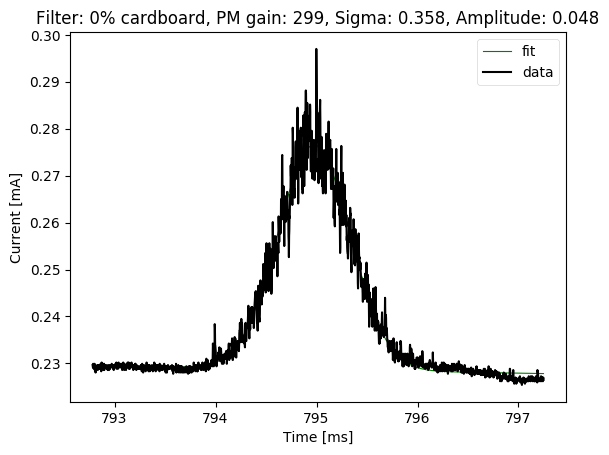 Filter: 0% cardboard, PM gain: 299, Sigma: 0.358, Amplitude: 0.048
fit
data
Current [mA]
0.30
0.29
0.28
0.27
0.26
0.25
0.24
0.23
793
794
795
796
797
Time [ms]